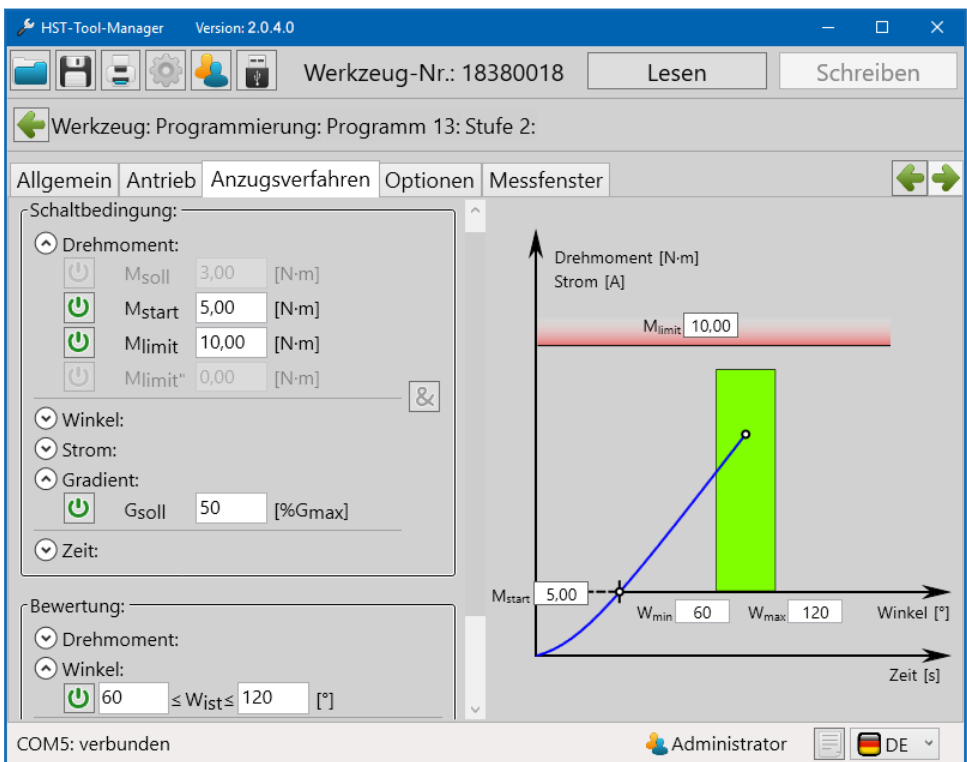 HST-Tool-Manager Version: 2.0.4.0
Werkzeug-Nr.: 18380018 Lesen Schreiben
Werkzeug: Programmierung: Programm 13: Stufe 2:
Allgemein Antrieb Anzugsverfahren Optionen Messfenster
Schaltbedingung:
Drehmoment:
Msoll 3,00 [N·m]
Mstart 5,00 [N·m]
Mlimit 10,00 [N·m]
Mlimit" 0,00 [N·m]
&
Winkel:
Strom:
Gradient:
Gsoll 50 [%Gmax]
Zeit:
Bewertung:
Drehmoment:
Winkel:
60 ≤ Wist ≤ 120 [°]
Drehmoment [N·m]
Strom [A]
Mlimit 10,00
Mstart 5,00
Wmin 60 Wmax 120 Winkel [°]
Zeit [s]
COM5: verbunden Administrator DE